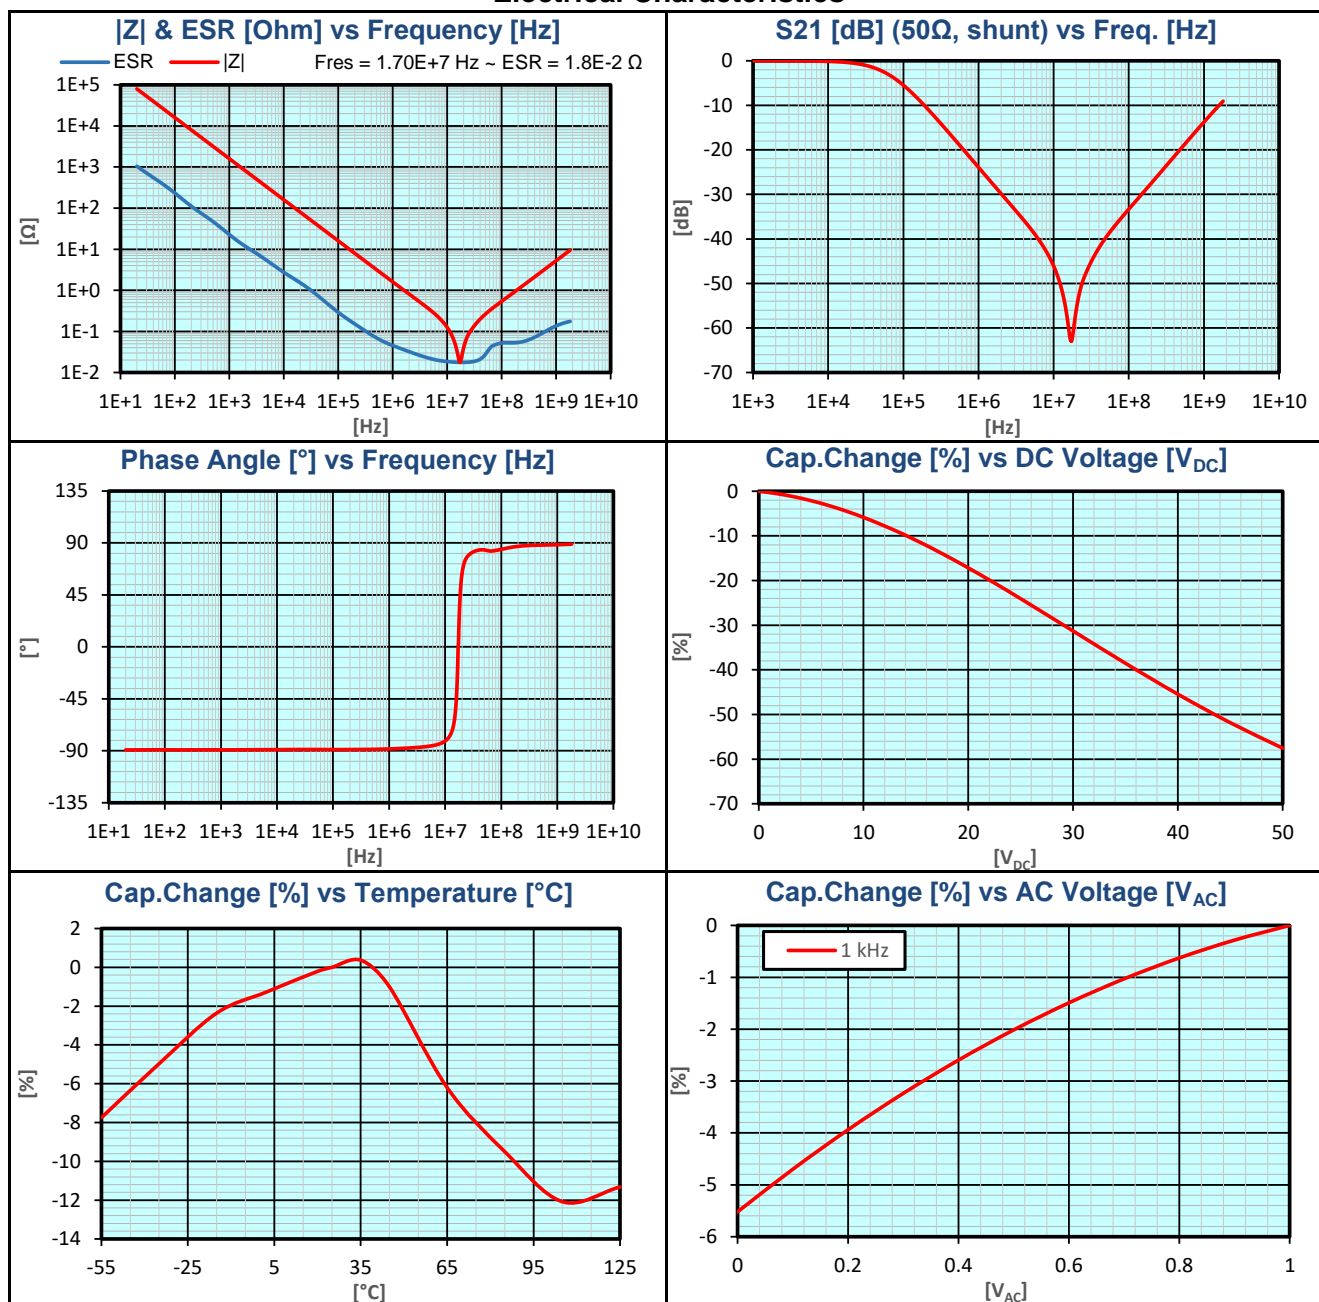 Electrical Characteristics
|Z| & ESR [Ohm] vs Frequency [Hz]
ESR |Z| Fres = 1.70E+7 Hz ~ ESR = 1.8E-2 Ω
1E+5
1E+4
1E+3
1E+2
1E+1
1E+0
1E-1
1E-2
[Ω]
1E+1 1E+2 1E+3 1E+4 1E+5 1E+6 1E+7 1E+8 1E+9 1E+10
[Hz]
S21 [dB] (50Ω, shunt) vs Freq. [Hz]
0
-10
-20
-30
-40
-50
-60
-70
[dB]
1E+3 1E+4 1E+5 1E+6 1E+7 1E+8 1E+9 1E+10
[Hz]
Phase Angle [°] vs Frequency [Hz]
135
90
45
0
-45
-90
-135
[°]
1E+1 1E+2 1E+3 1E+4 1E+5 1E+6 1E+7 1E+8 1E+9 1E+10
[Hz]
Cap.Change [%] vs DC Voltage [VDC]
0
-10
-20
-30
-40
-50
-60
-70
[%]
0 10 20 30 40 50
[VDC]
Cap.Change [%] vs Temperature [°C]
2
0
-2
-4
-6
-8
-10
-12
-14
[%]
-55 -25 5 35 65 95 125
[°C]
Cap.Change [%] vs AC Voltage [VAC]
1 kHz
0
-1
-2
-3
-4
-5
-6
[%]
0 0.2 0.4 0.6 0.8 1
[VAC]